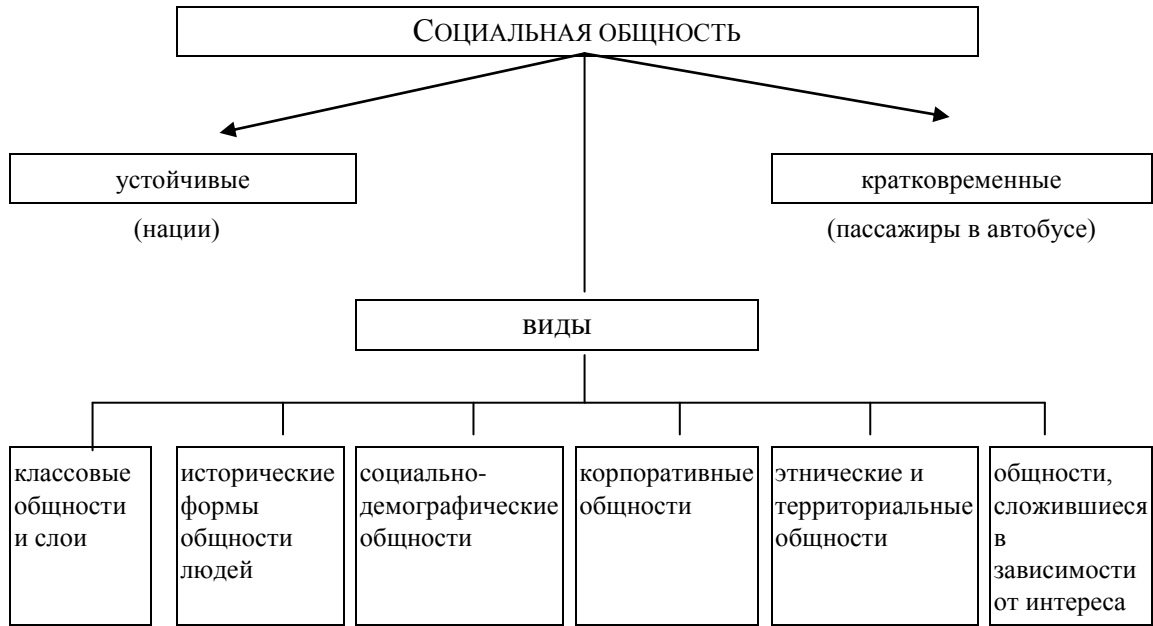 СОЦИАЛЬНАЯ ОБЩНОСТЬ
устойчивые
кратковременные
(нации)
(пассажиры в автобусе)
виды
классовые
общности
и слои
исторические
формы
общности
людей
социально-
демографические
общности
корпоративные
общности
этнические и
территориальные
общности
общности,
сложившиеся
в
зависимости
от интереса